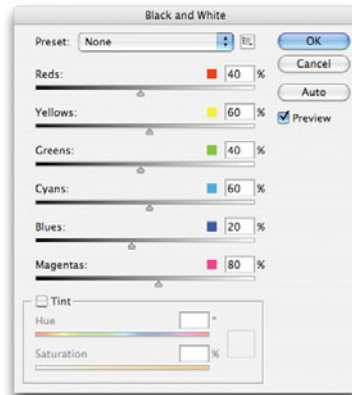 Black and White
Preset: None
OK
Cancel
Auto
Preview
Reds: 40 %
Yellows: 60 %
Greens: 40 %
Cyans: 60 %
Blues: 20 %
Magentas: 80 %
Tint
Hue °
Saturation %